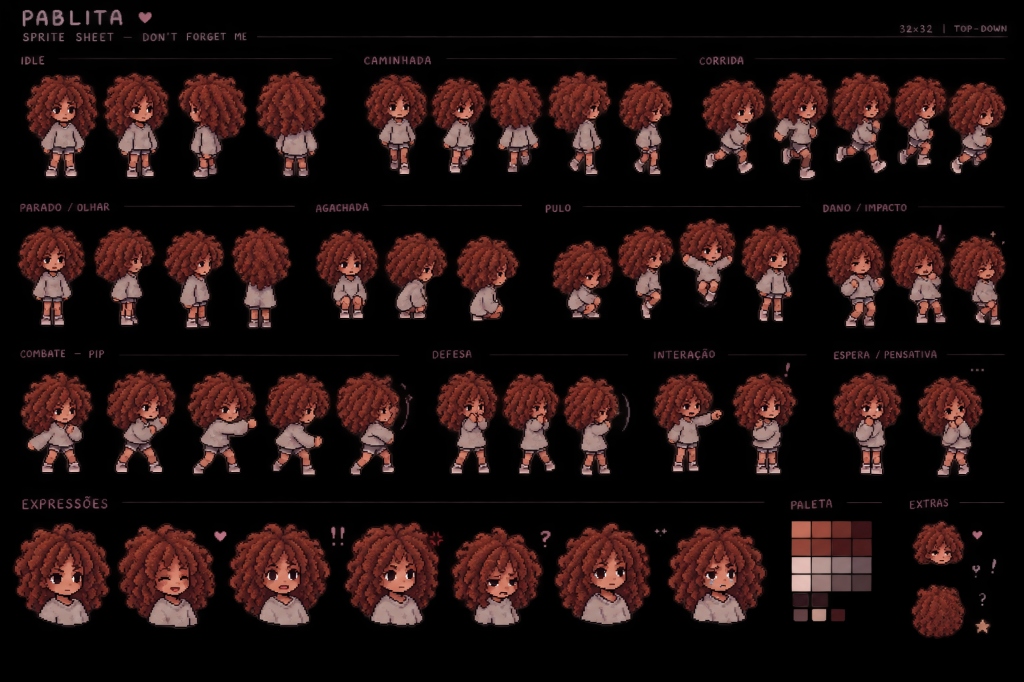 PABLITA ♥
SPRITE SHEET — DON'T FORGET ME
32×32 | TOP-DOWN
IDLE
CAMINHADA
CORRIDA
PARADO / OLHAR
AGACHADA
PULO
DANO / IMPACTO
!
COMBATE — PIP
DEFESA
INTERAÇÃO
!
ESPERA / PENSATIVA
...
EXPRESSÕES
!!
?
PALETA
EXTRAS
? !
?